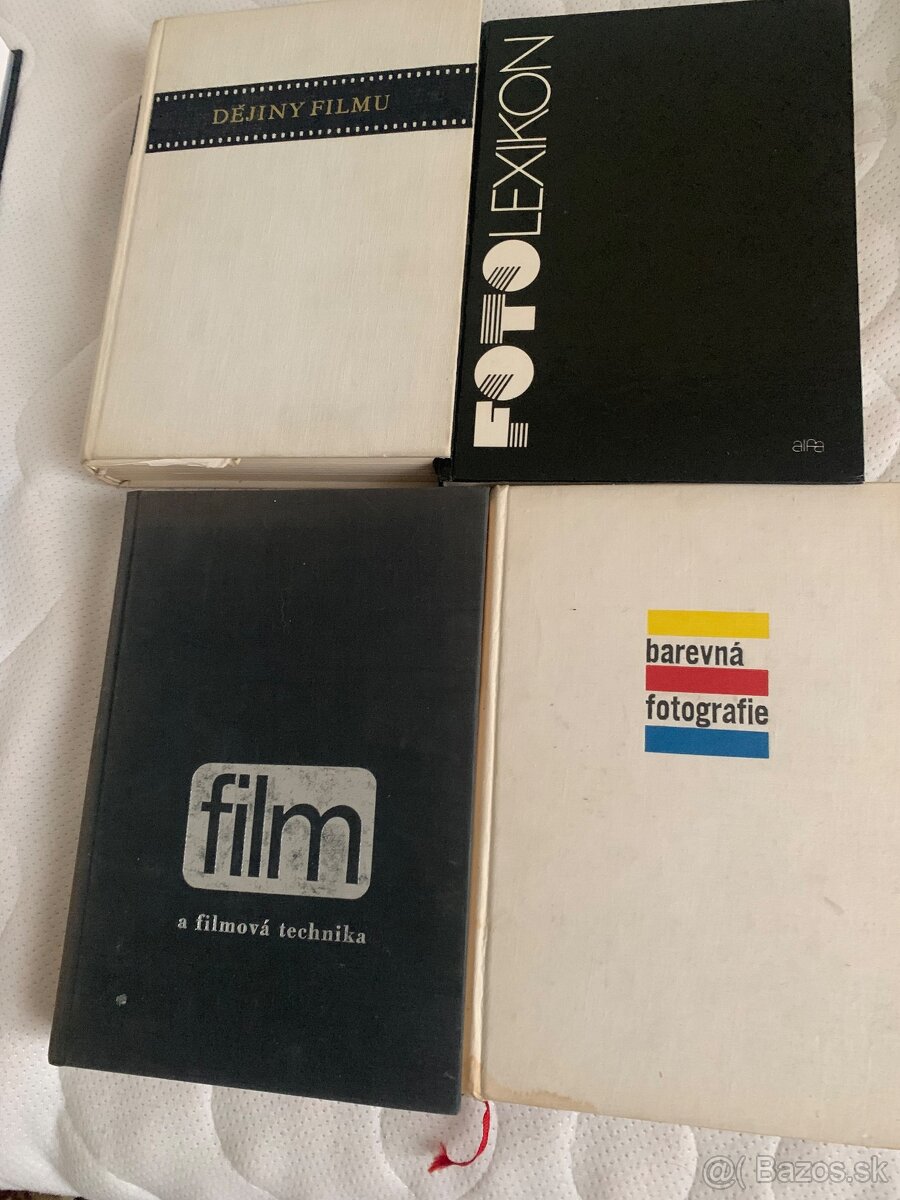 DĚJINY FILMU
FOTOLEXIKON
alfa
film
a filmová technika
barevná
fotografie
@( Bazos.sk